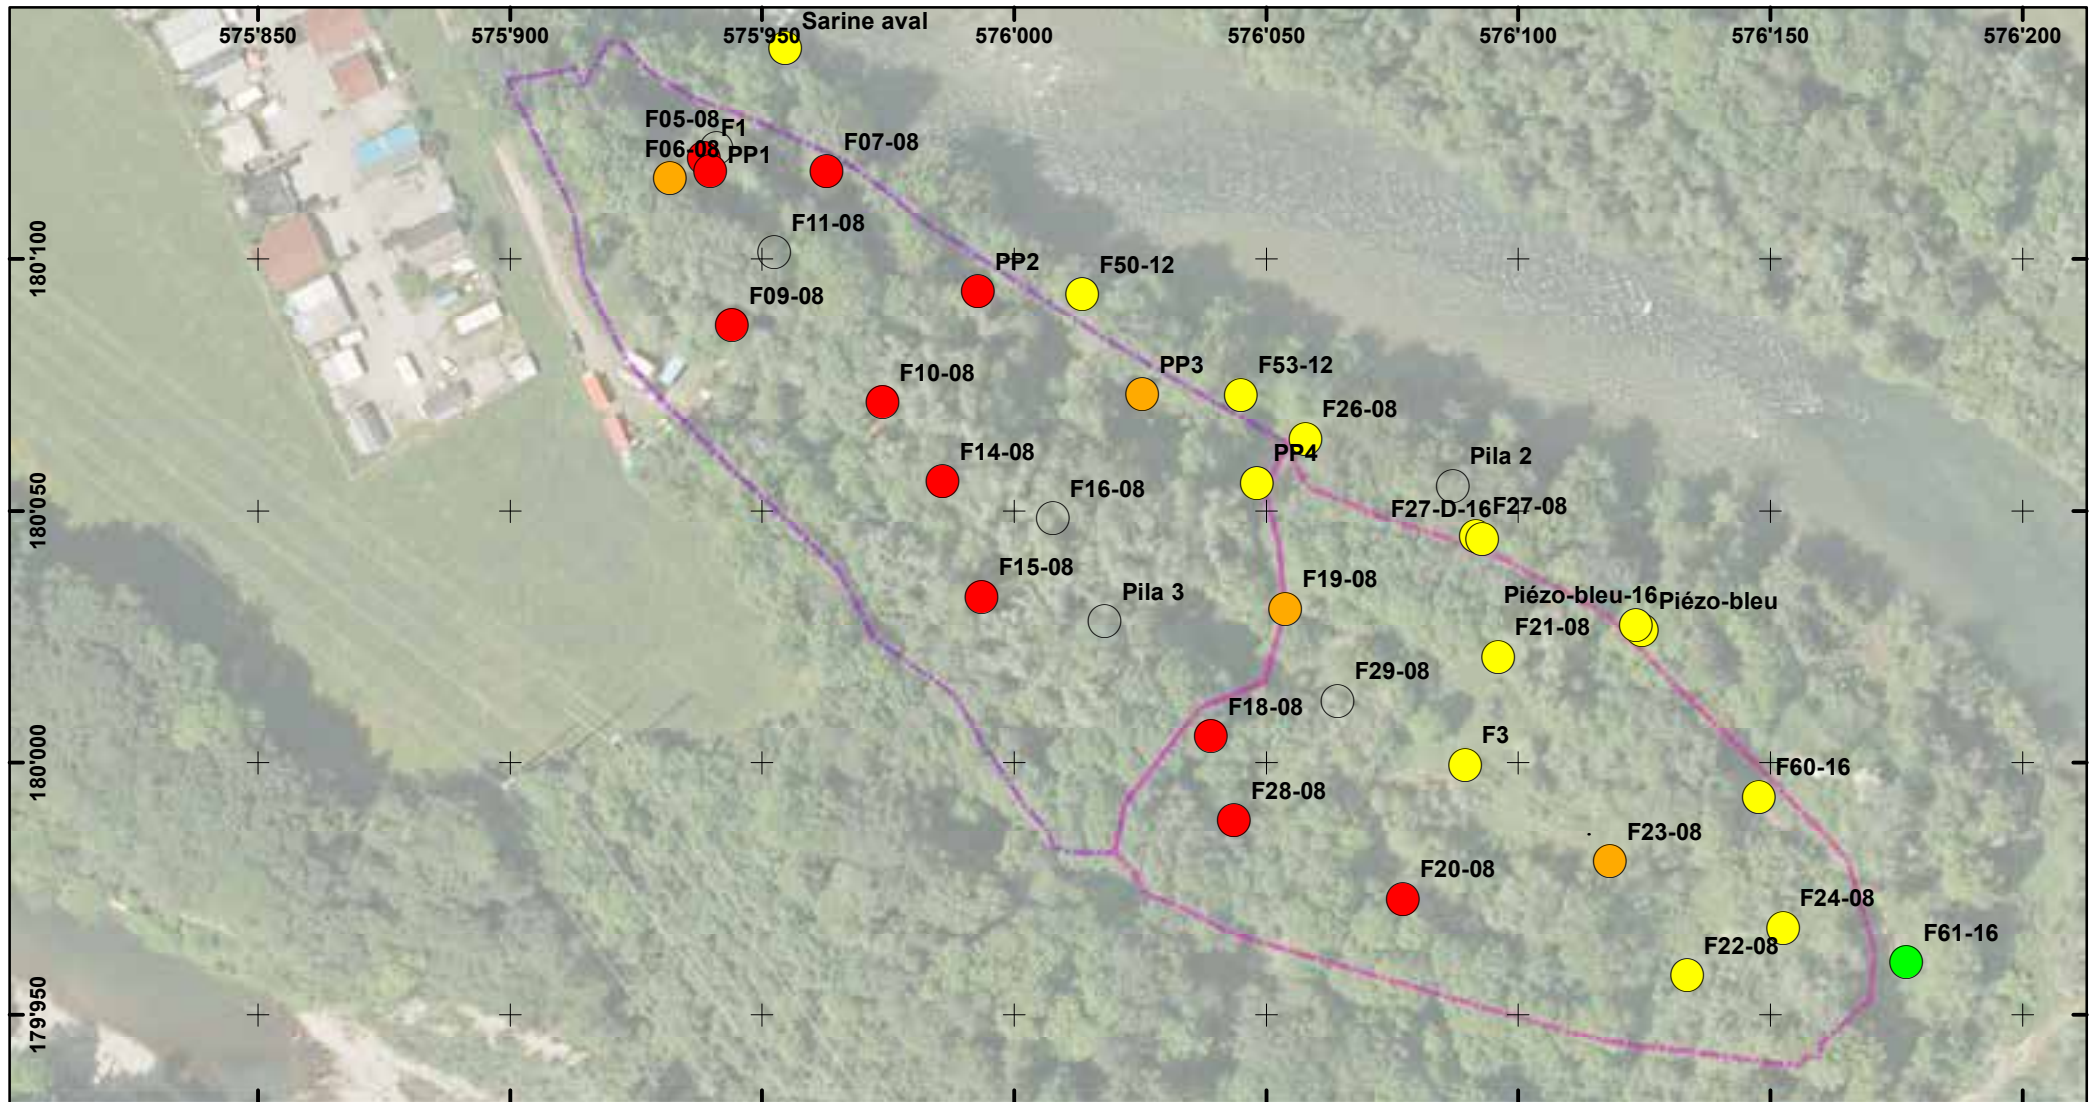 Sarine aval
575'850
575'900
575'950
576'000
576'050
576'100
576'150
576'200
F05-08
F1
F06-08
PP1
F07-08
F11-08
180'100
PP2
F50-12
F09-08
PP3
F53-12
F10-08
F26-08
PP4
F14-08
Pila 2
F16-08
F27-D-16
F27-08
180'050
F15-08
Pila 3
F19-08
Piézo-bleu-16
Piézo-bleu
F21-08
F29-08
F18-08
F3
180'000
F60-16
F28-08
F23-08
F20-08
F24-08
F22-08
F61-16
179'950